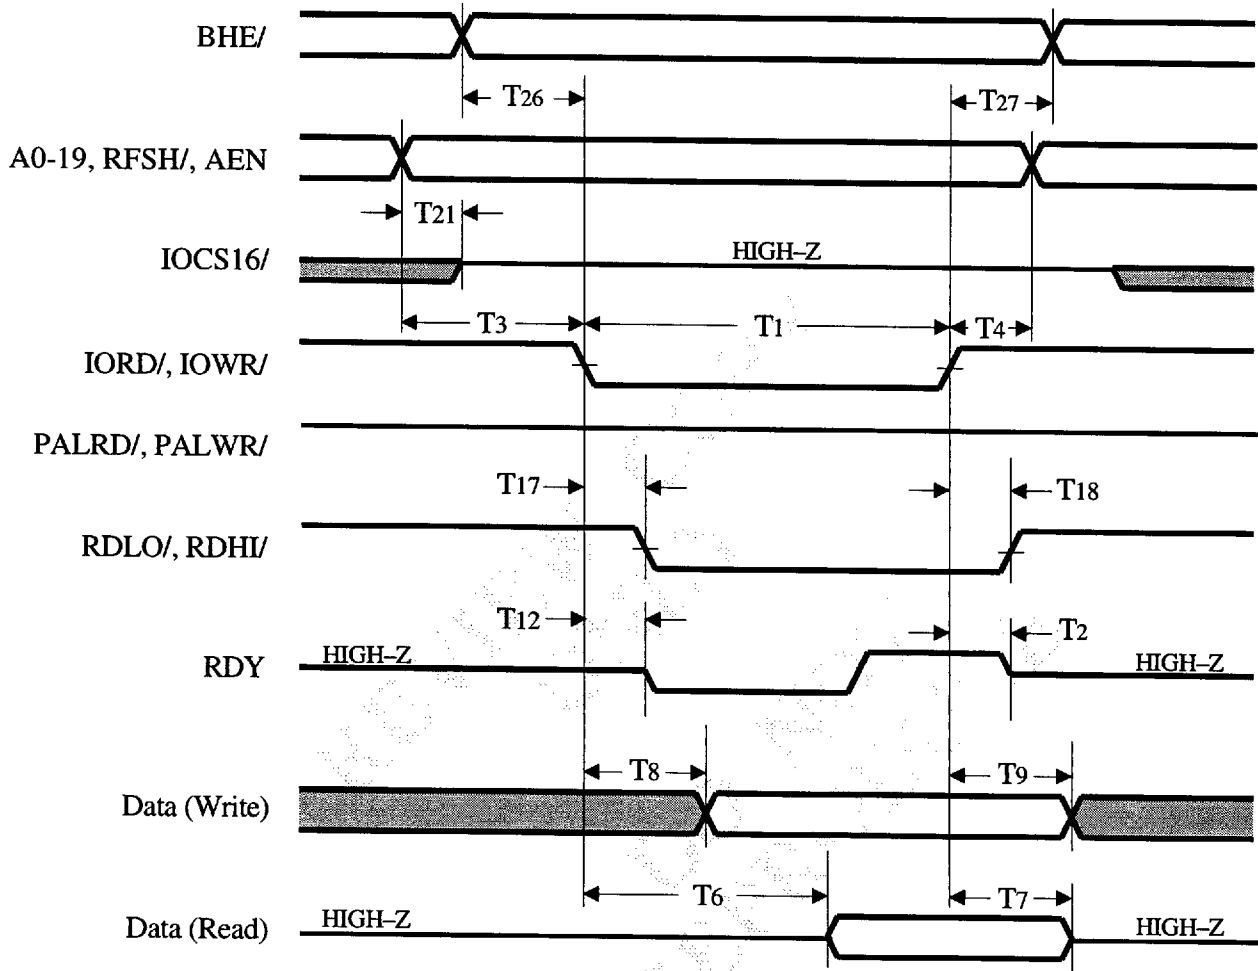 BHE/
T26
T27
A0-19, RFSH/, AEN
T21
IOCS16/
HIGH–Z
T3
T1
T4
IORD/, IOWR/
PALRD/, PALWR/
T17
T18
RDLO/, RDHI/
T12
T2
RDY
HIGH–Z
HIGH–Z
T8
T9
Data (Write)
T6
T7
Data (Read)
HIGH–Z
HIGH–Z